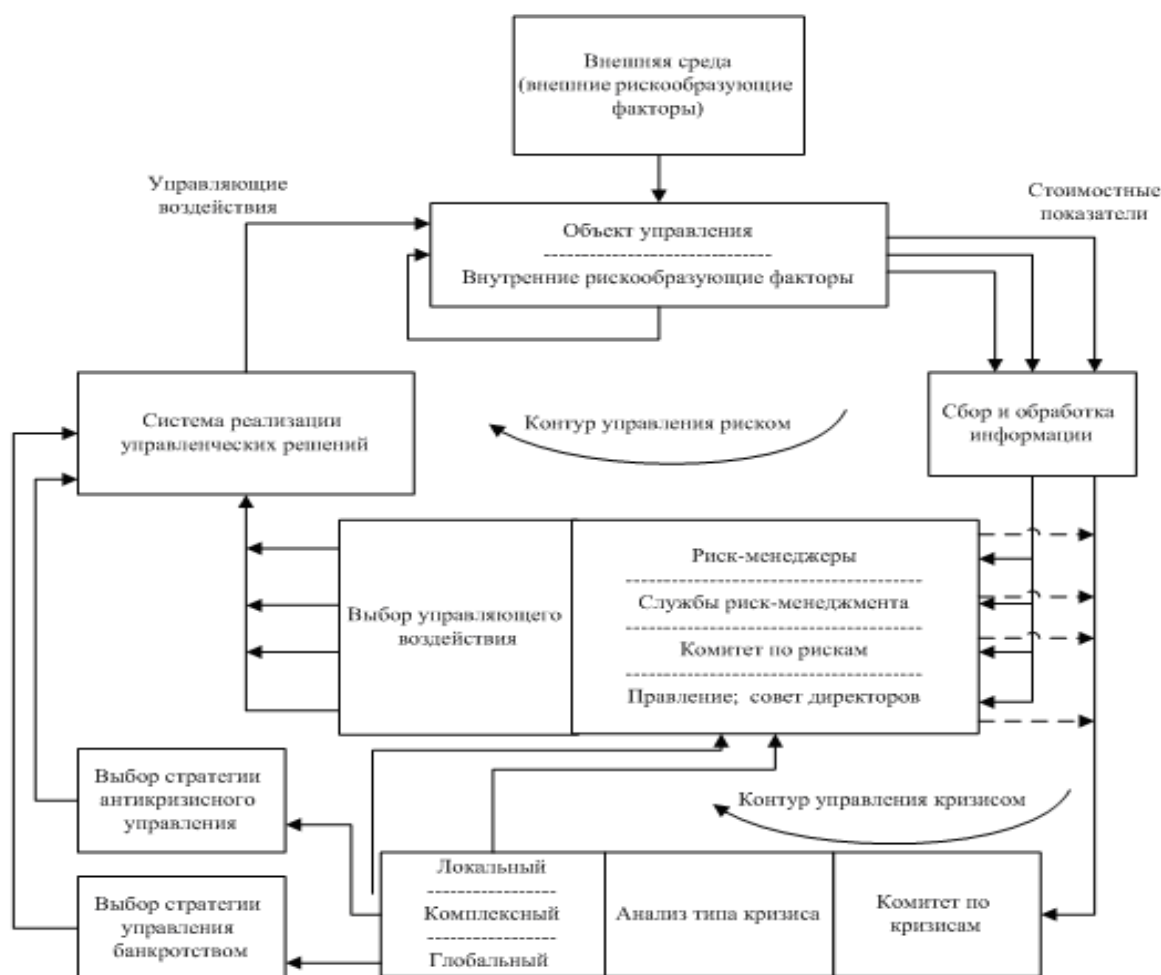 Внешняя среда
(внешние рискообразующие
факторы)
Управляющие
воздействия
Стоимостные
показатели
Объект управления
Внутренние рискообразующие факторы
Система реализации
управленческих решений
Контур управления риском
Сбор и обработка
информации
Выбор управляющего
воздействия
Риск-менеджеры
Службы риск-менеджмента
Комитет по рискам
Правление; совет директоров
Выбор стратегии
антикризисного
управления
Контур управления кризисом
Выбор стратегии
управления
банкротством
Локальный
Комплексный
Глобальный
Анализ типа кризиса
Комитет по
кризисам